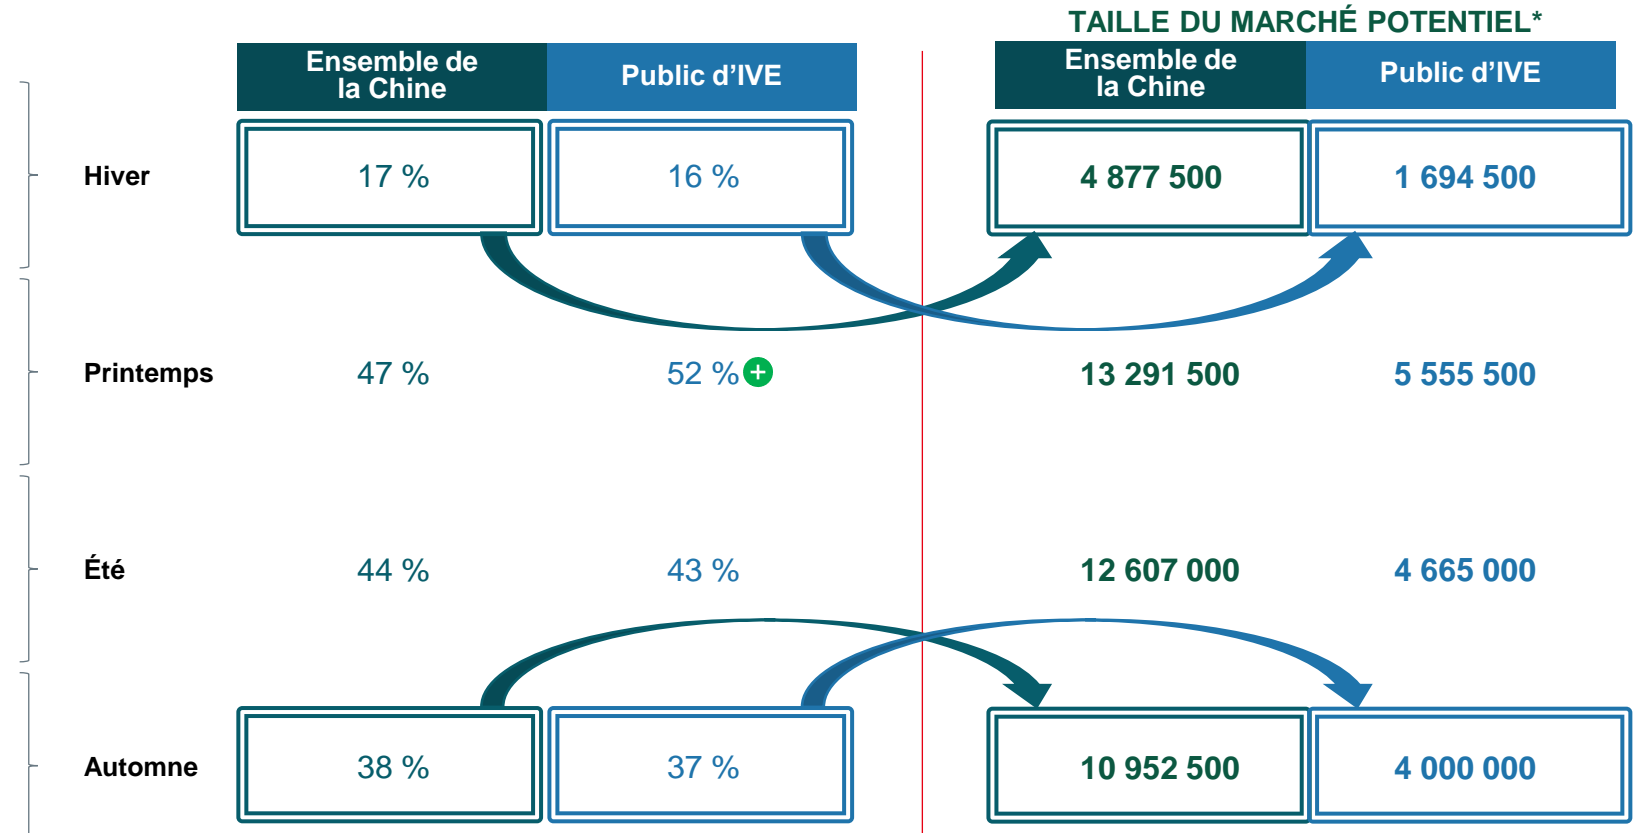 TAILLE DU MARCHÉ POTENTIEL*
Ensemble de
la Chine
Public d’IVE
Ensemble de
la Chine
Public d’IVE
Hiver
17 %
16 %
4 877 500
1 694 500
Printemps
47 %
52 %
+
13 291 500
5 555 500
Été
44 %
43 %
12 607 000
4 665 000
Automne
38 %
37 %
10 952 500
4 000 000